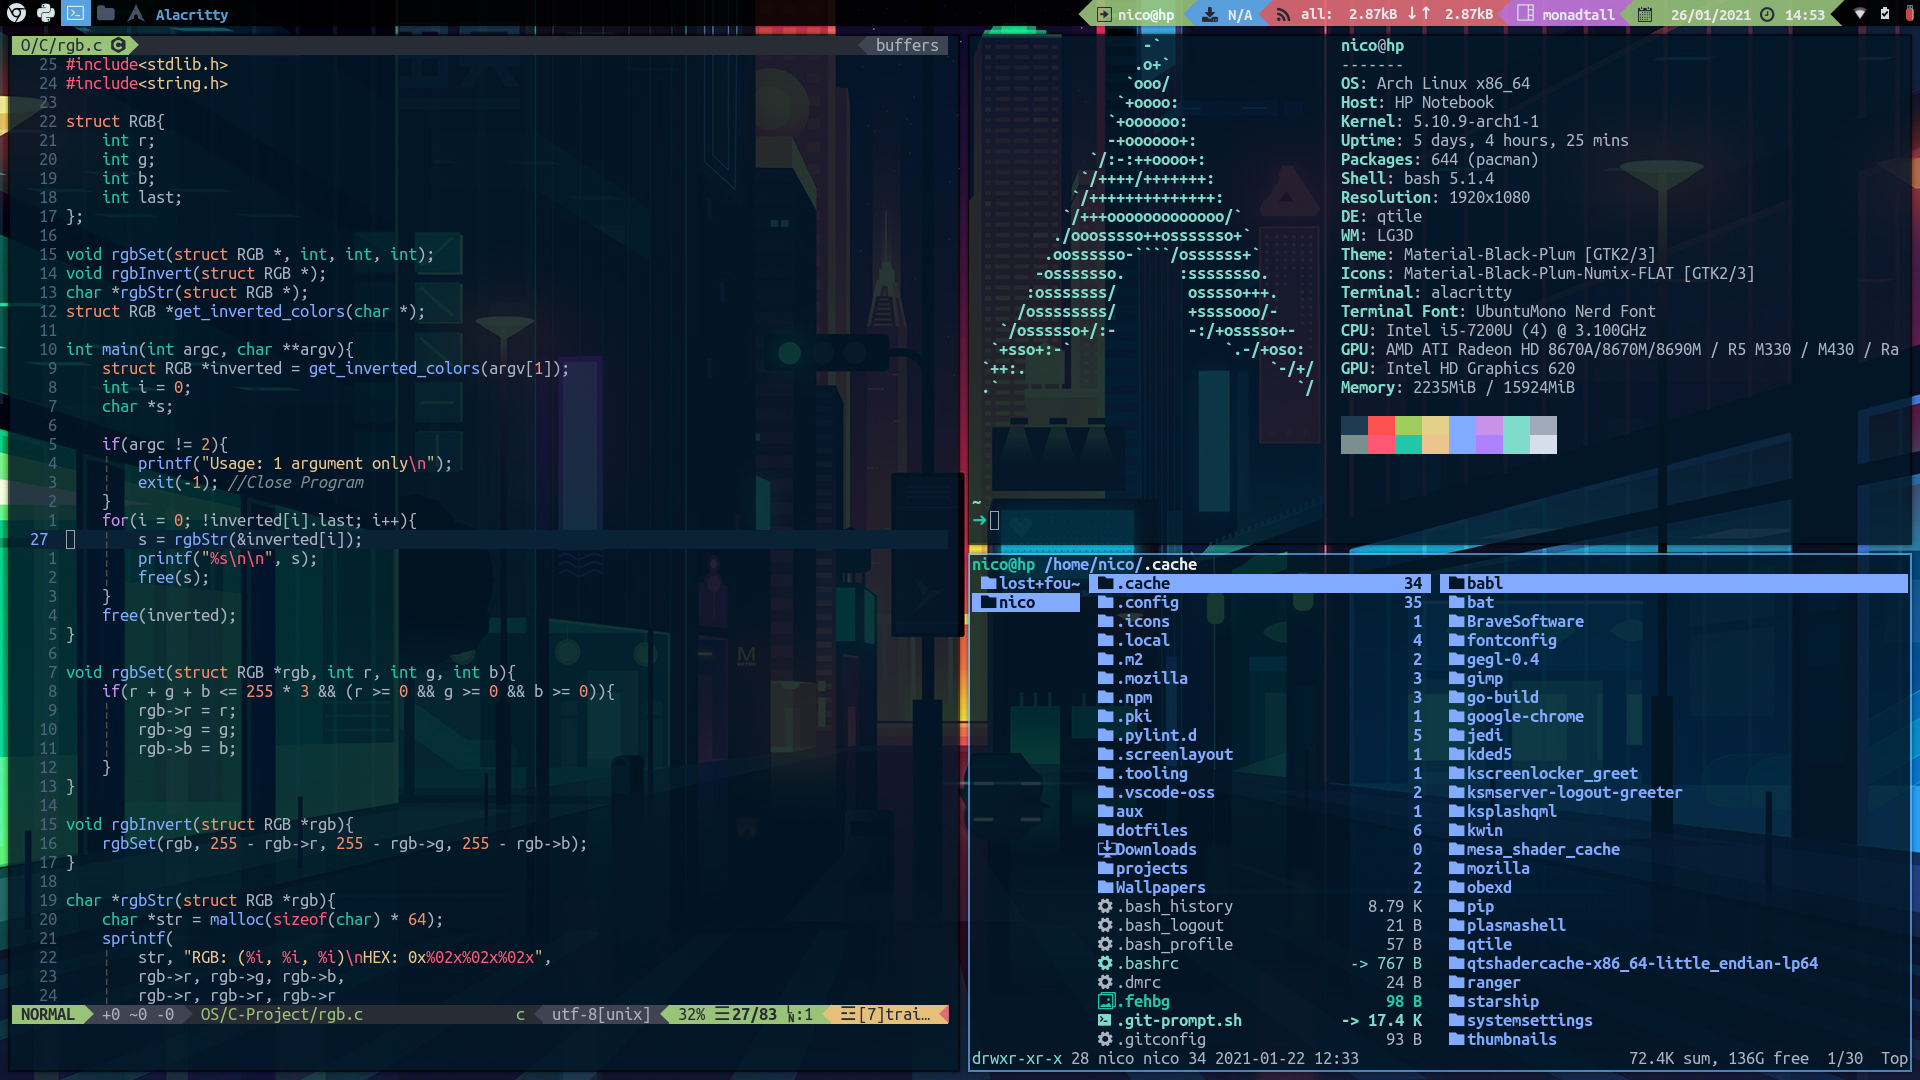 Alacritty
nico@hp
N/A
all: 2.87kB ↓↑ 2.87kB
monadtall
26/01/2021
14:53
O/C/rgb.c
buffers
25 #include<stdlib.h>
24 #include<string.h>
23
22 struct RGB{
21 int r;
20 int g;
19 int b;
18 int last;
17 };
16
15 void rgbSet(struct RGB *, int, int, int);
14 void rgbInvert(struct RGB *);
13 char *rgbStr(struct RGB *);
12 struct RGB *get_inverted_colors(char *);
11
10 int main(int argc, char **argv){
9 struct RGB *inverted = get_inverted_colors(argv[1]);
8 int i = 0;
7 char *s;
6
5 if(argc != 2){
4 printf("Usage: 1 argument only\n");
3 exit(-1); //Close Program
2 }
1 for(i = 0; !inverted[i].last; i++){
27 s = rgbStr(&inverted[i]);
1 printf("%s\n\n", s);
2 free(s);
3 }
4 free(inverted);
5 }
6
7 void rgbSet(struct RGB *rgb, int r, int g, int b){
8 if(r + g + b <= 255 * 3 && (r >= 0 && g >= 0 && b >= 0)){
9 rgb->r = r;
10 rgb->g = g;
11 rgb->b = b;
12 }
13 }
14
15 void rgbInvert(struct RGB *rgb){
16 rgbSet(rgb, 255 - rgb->r, 255 - rgb->g, 255 - rgb->b);
17 }
18
19 char *rgbStr(struct RGB *rgb){
20 char *str = malloc(sizeof(char) * 64);
21 sprintf(
22 str, "RGB: (%i, %i, %i)\nHEX: 0x%02x%02x%02x",
23 rgb->r, rgb->g, rgb->b,
24 rgb->r, rgb->r, rgb->r
NORMAL +0 ~0 -0 OS/C-Project/rgb.c c utf-8[unix] 32% ☰27/83 :1 ☲[7]trai…
-`
.o+`
`ooo/
`+oooo:
`+oooooo:
-+oooooo+:
`/:-:++oooo+:
`/++++/+++++++:
`/++++++++++++++:
`/+++ooooooooooooo/`
./ooosssso++osssssso+`
.oossssso-````/ossssss+`
-osssssso. :ssssssso.
:osssssss/ osssso+++.
/ossssssss/ +ssssooo/-
`/ossssso+/:- -:/+osssso+-
`+sso+:-` `.-/+oso:
`++:. `-/+/
.` `/
nico@hp
-------
OS: Arch Linux x86_64
Host: HP Notebook
Kernel: 5.10.9-arch1-1
Uptime: 5 days, 4 hours, 25 mins
Packages: 644 (pacman)
Shell: bash 5.1.4
Resolution: 1920x1080
DE: qtile
WM: LG3D
Theme: Material-Black-Plum [GTK2/3]
Icons: Material-Black-Plum-Numix-FLAT [GTK2/3]
Terminal: alacritty
Terminal Font: UbuntuMono Nerd Font
CPU: Intel i5-7200U (4) @ 3.100GHz
GPU: AMD ATI Radeon HD 8670A/8670M/8690M / R5 M330 / M430 / Ra
GPU: Intel HD Graphics 620
Memory: 2235MiB / 15924MiB
~
→
nico@hp /home/nico/.cache
lost+fou~
nico
.cache 34
.config 35
.icons 1
.local 4
.m2 2
.mozilla 3
.npm 3
.pki 1
.pylint.d 5
.screenlayout 1
.tooling 1
.vscode-oss 2
aux 1
dotfiles 6
Downloads 0
projects 2
Wallpapers 2
.bash_history 8.79 K
.bash_logout 21 B
.bash_profile 57 B
.bashrc -> 767 B
.dmrc 24 B
.fehbg 98 B
.git-prompt.sh -> 17.4 K
.gitconfig 93 B
babl
bat
BraveSoftware
fontconfig
gegl-0.4
gimp
go-build
google-chrome
jedi
kded5
kscreenlocker_greet
ksmserver-logout-greeter
ksplashqml
kwin
mesa_shader_cache
mozilla
obexd
pip
plasmashell
qtile
qtshadercache-x86_64-little_endian-lp64
ranger
starship
systemsettings
thumbnails
drwxr-xr-x 28 nico nico 34 2021-01-22 12:33 72.4K sum, 136G free 1/30 Top